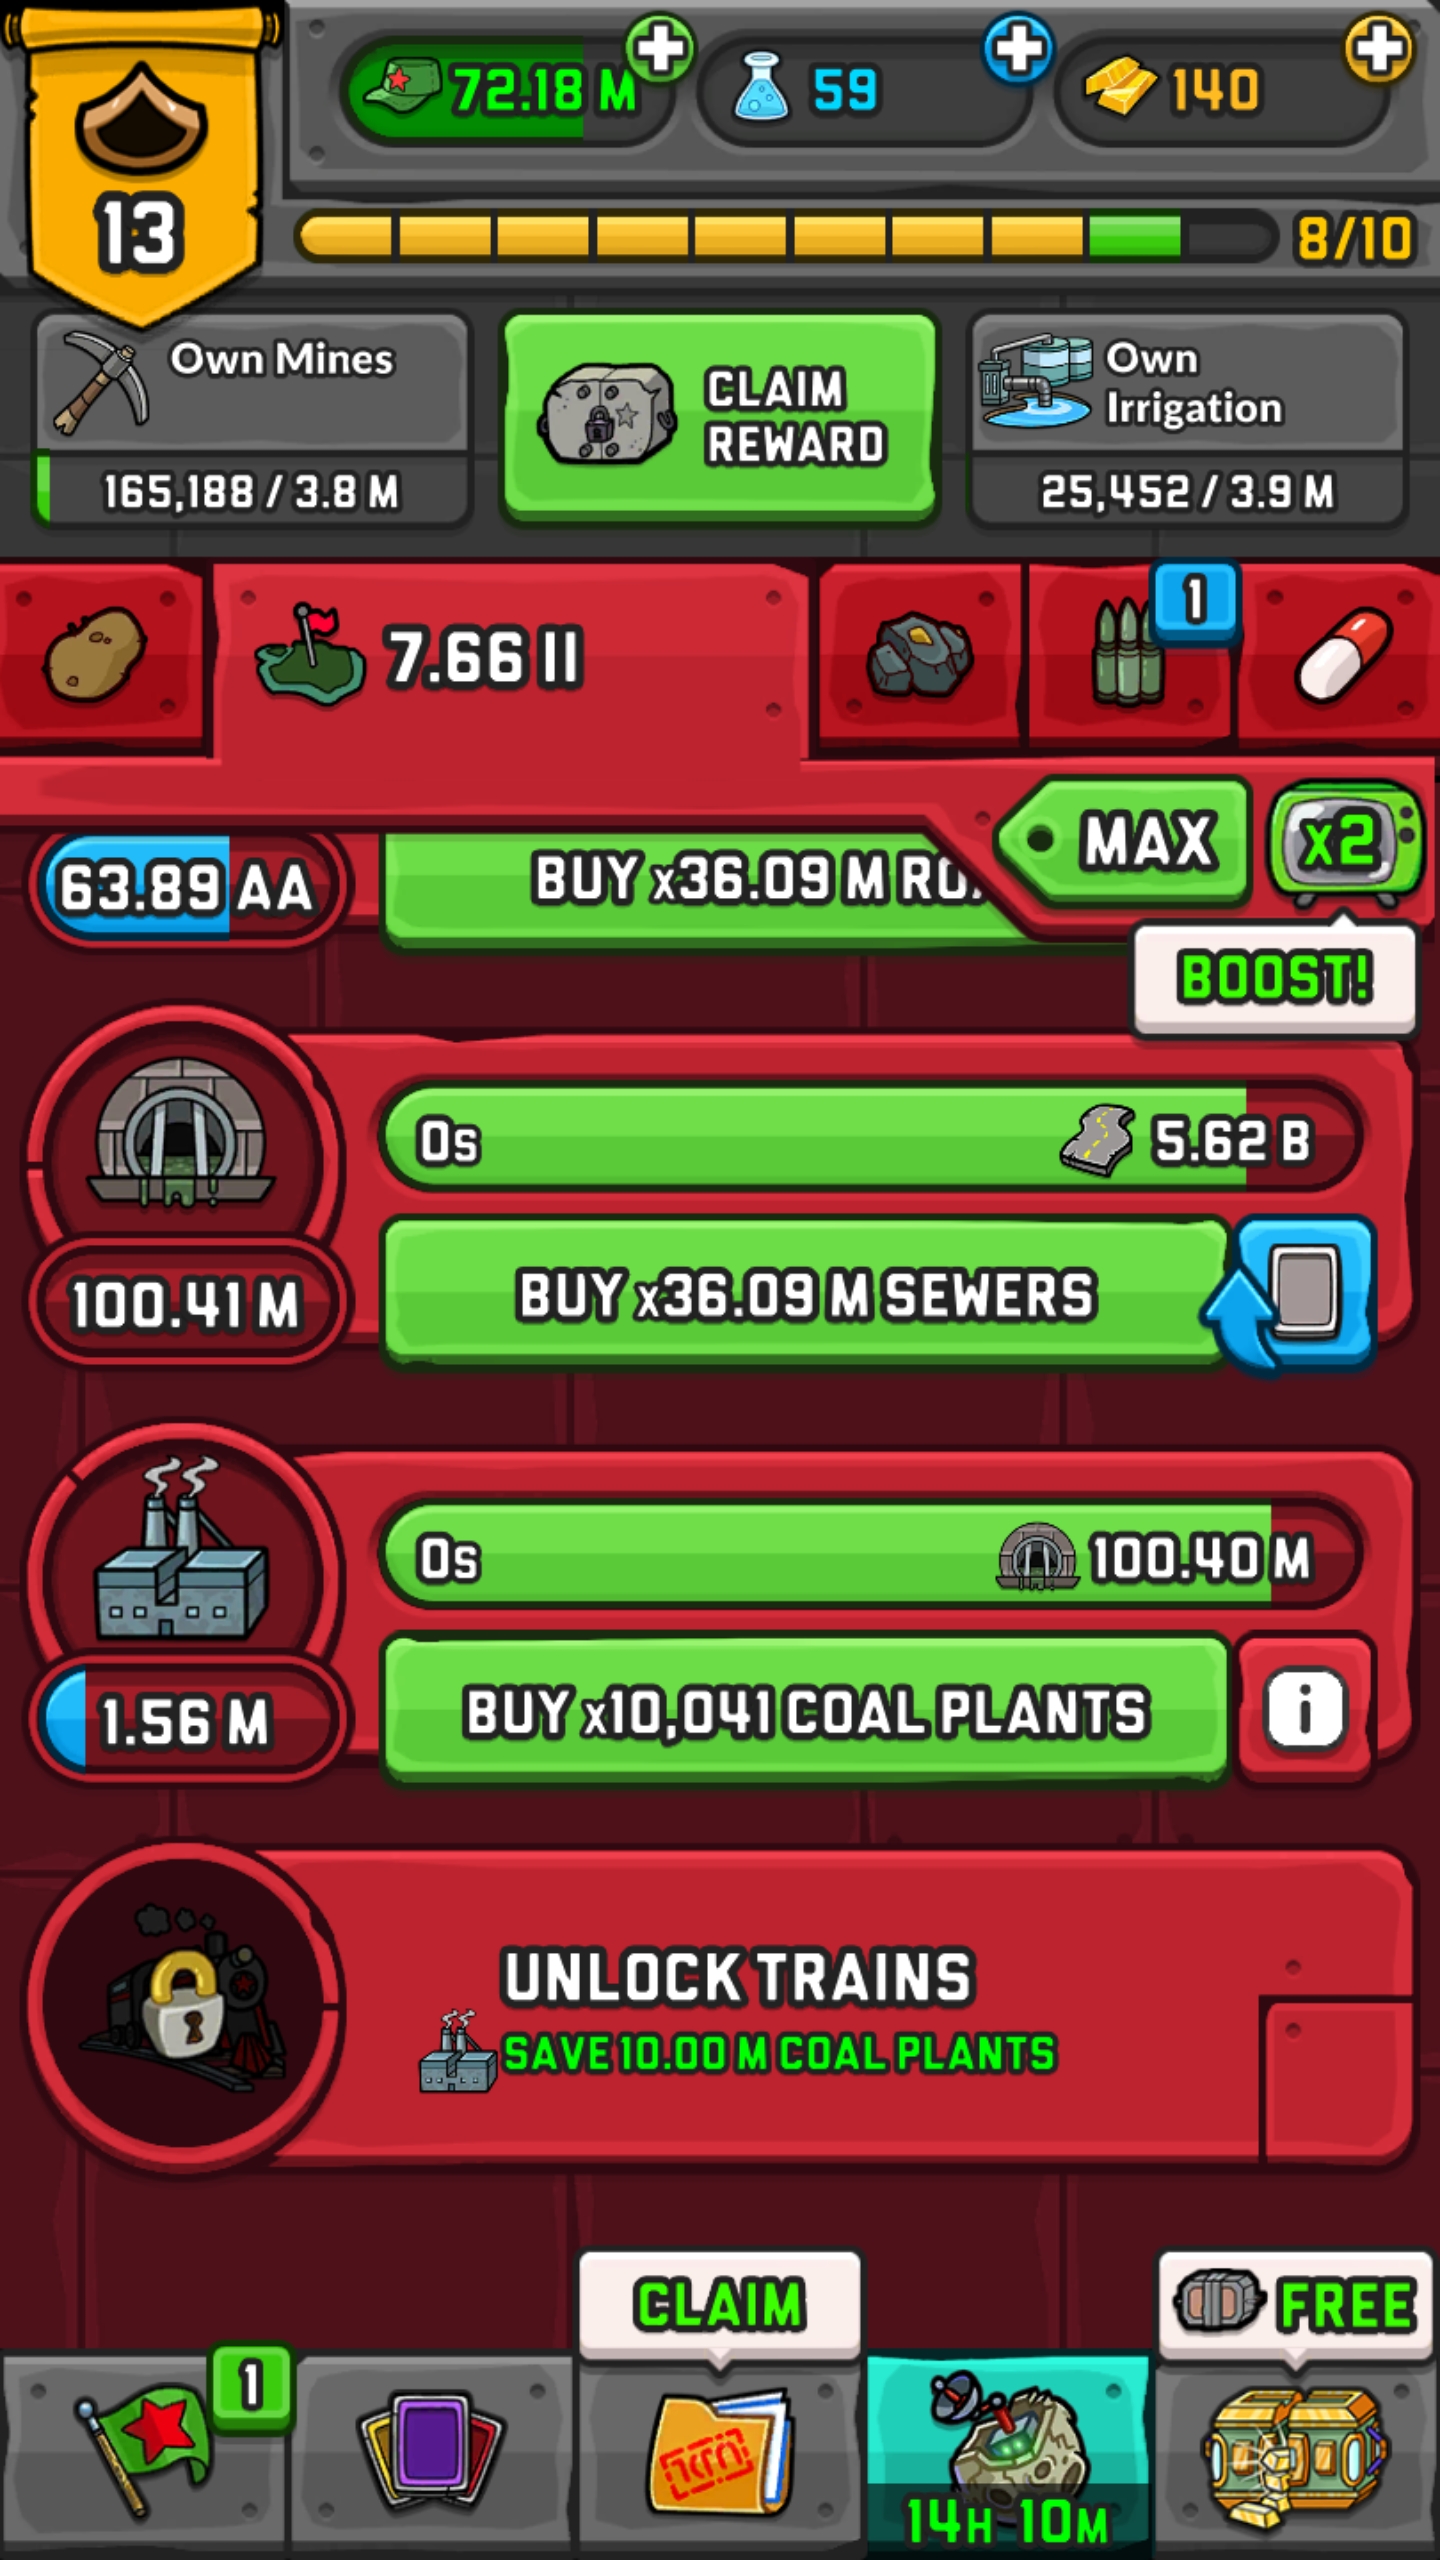 72.18 M
59
140
13
8/10
Own Mines
165,188 / 3.8 M
CLAIM
REWARD
Own
Irrigation
25,452 / 3.9 M
7.66 II
1
MAX
x2
63.89 AA
BUY x36.09 M
BOOST!
0s
5.62 B
100.41 M
BUY x36.09 M SEWERS
0s
100.40 M
1.56 M
BUY x10,041 COAL PLANTS
i
UNLOCK TRAINS
SAVE 10.00 M COAL PLANTS
CLAIM
FREE
1
14H 10M